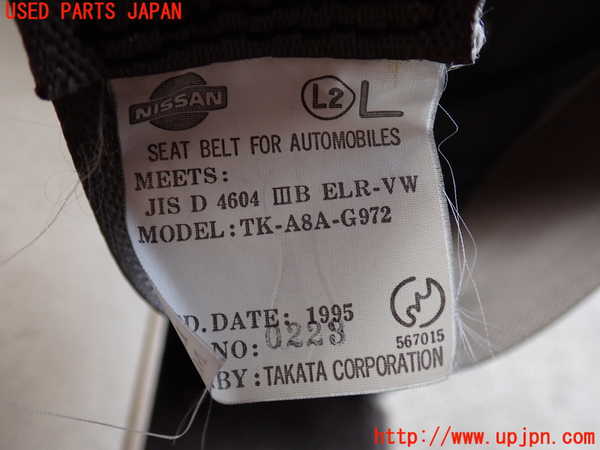 USED PARTS JAPAN
NISSAN L2 L
SEAT BELT FOR AUTOMOBILES
MEETS:
JIS D 4604 ⅢB ELR-VW
MODEL:TK-A8A-G972
D.DATE: 1995
NO: 0223
567015
BY:TAKATA CORPORATION
http://www.upjpn.com/